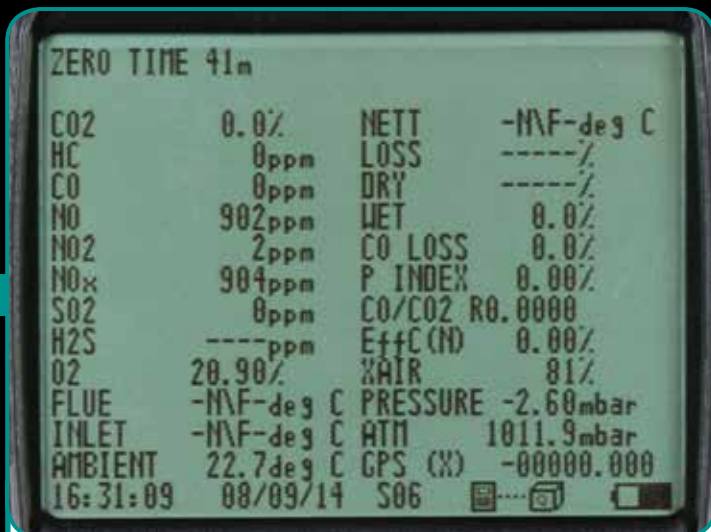 ZERO TIME 41m
CO2 0.0% NETT -N\F-deg C
HC 0ppm LOSS -----%
CO 0ppm DRY -----%
NO 902ppm WET 0.0%
NO2 2ppm CO LOSS 0.0%
NOx 904ppm P INDEX 0.00%
SO2 0ppm CO/CO2 R0.0000
H2S ----ppm EffC(N) 0.00%
O2 20.90% XAIR 81%
FLUE -N\F-deg C PRESSURE -2.60mbar
INLET -N\F-deg C ATM 1011.9mbar
AMBIENT 22.7deg C GPS (X) -00000.000
16:31:09 08/09/14 S06